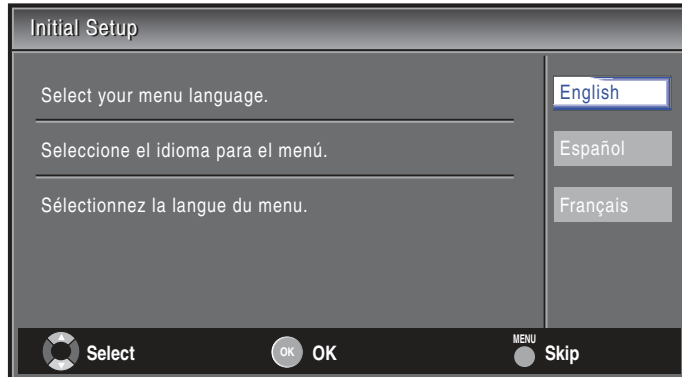 Initial Setup
Select your menu language.
English
Seleccione el idioma para el menú.
Español
Sélectionnez la langue du menu.
Français
Select
OK OK
MENU Skip